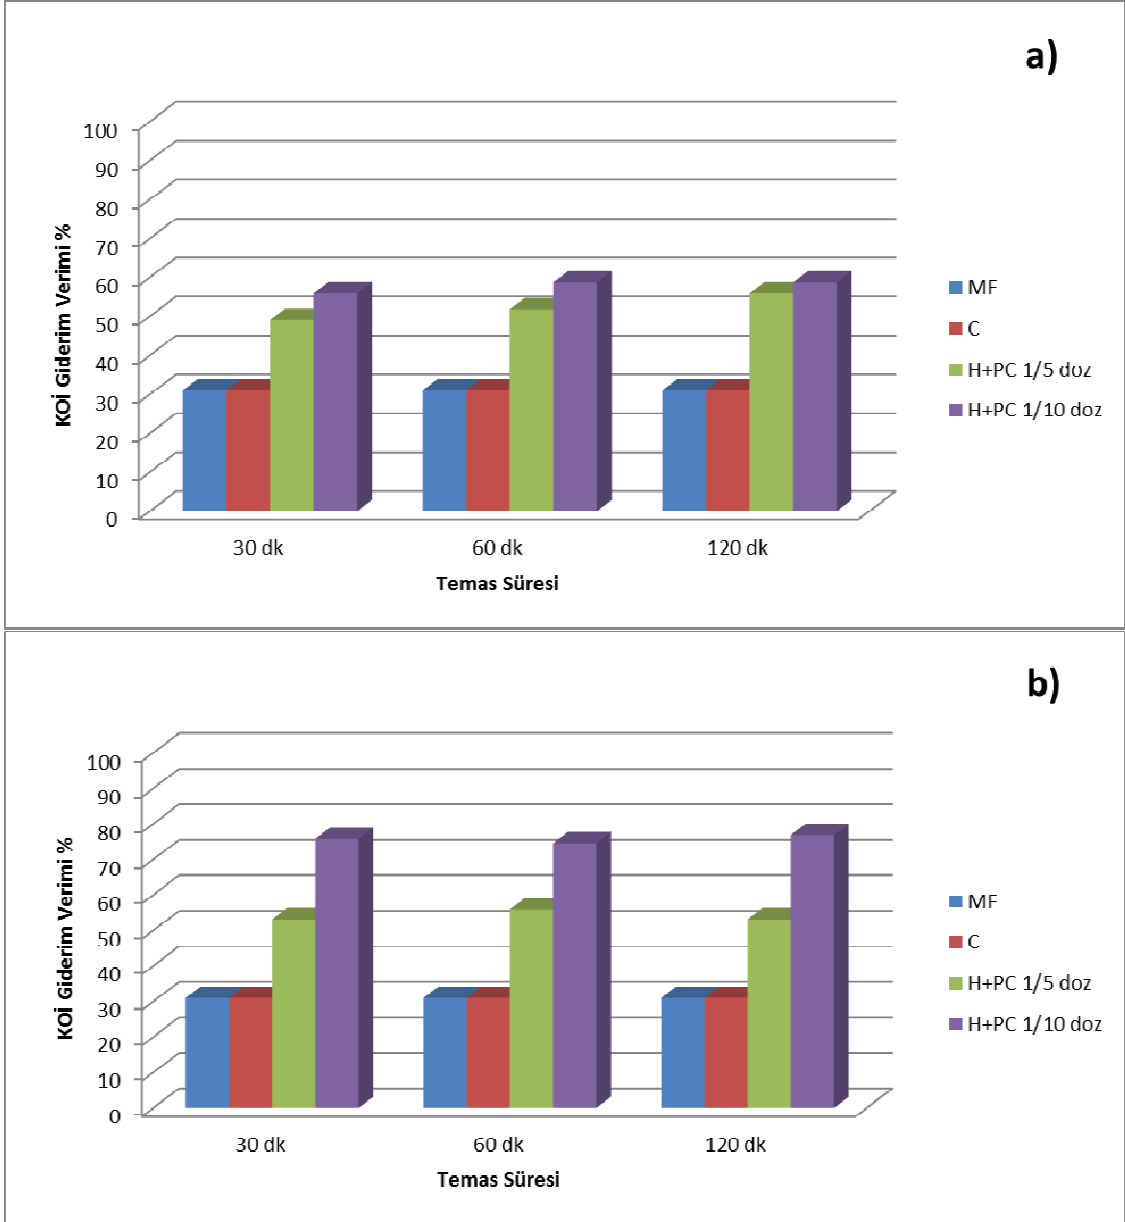 a)
100
90
80
70
60
50
40
30
20
10
0
KOİ Giderim Verimi %
30 dk
60 dk
120 dk
Temas Süresi
MF
C
H+PC 1/5 doz
H+PC 1/10 doz
b)
100
90
80
70
60
50
40
30
20
10
0
KOİ Giderim Verimi %
30 dk
60 dk
120 dk
Temas Süresi
MF
C
H+PC 1/5 doz
H+PC 1/10 doz